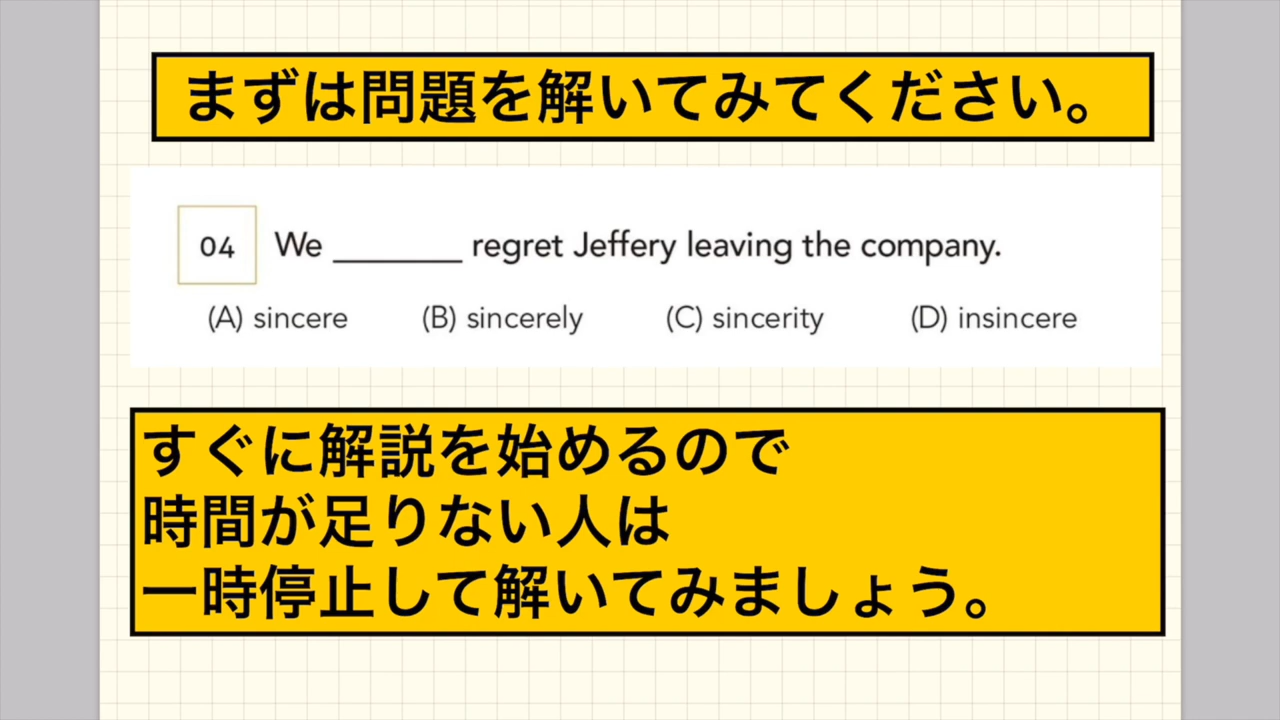 まずは問題を解いてみてください。
04 We ________ regret Jeffery leaving the company.
(A) sincere (B) sincerely (C) sincerity (D) insincere
すぐに解説を始めるので
時間が足りない人は
一時停止して解いてみましょう。